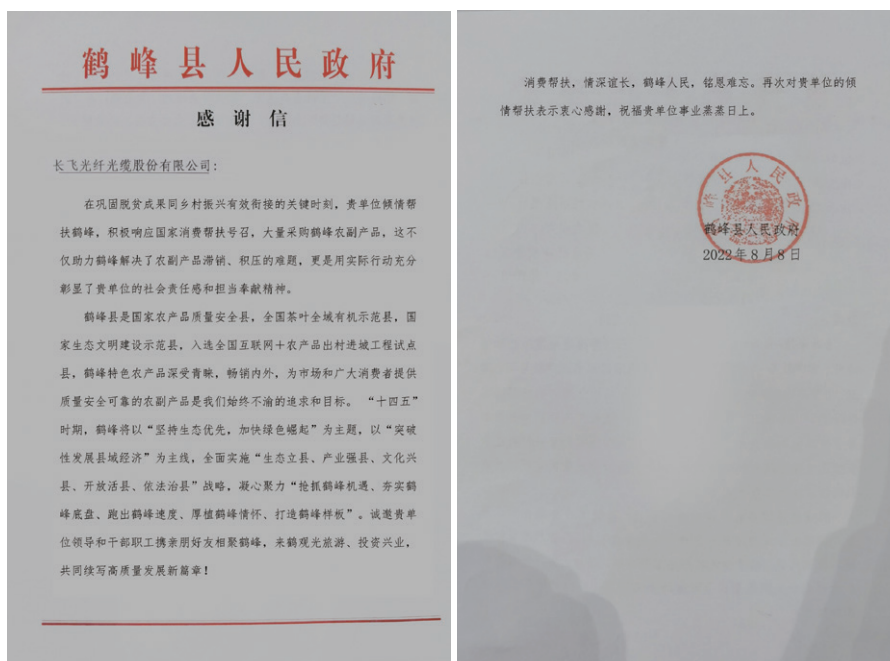 鹤峰县人民政府
感谢信
长飞光纤光缆股份有限公司:
在巩固脱贫成果同乡村振兴有效衔接的关键时刻，贵单位倾情帮
扶鹤峰，积极响应国家消费帮扶号召，大量采购鹤峰农副产品，这不
仅助力鹤峰解决了农副产品滞销、积压的难题，更是用实际行动充分
彰显了贵单位的社会责任感和担当奉献精神。
鹤峰县是国家农产品质量安全县，全国茶叶全域有机示范县，国
家生态文明建设示范县，入选全国互联网+农产品出村进城工程试点
县，鹤峰特色农产品深受青睐，畅销内外，为市场和广大消费者提供
质量安全可靠的农副产品是我们始终不渝的追求和目标。“十四五”
时期，鹤峰将以“坚持生态优先，加快绿色崛起”为主题，以“突破
性发展县域经济”为主线，全面实施“生态立县、产业强县、文化兴
县、开放活县、依法治县”战略，凝心聚力“抢抓鹤峰机遇、夯实鹤
峰底盘、跑出鹤峰速度、厚植鹤峰情怀、打造鹤峰样板”。诚邀贵单
位领导和干部职工携亲朋好友相聚鹤峰，来鹤观光旅游、投资兴业，
共同续写高质量发展新篇章！
消费帮扶，情深谊长，鹤峰人民，铭恩难忘。再次对贵单位的倾
情帮扶表示衷心感谢，祝福贵单位事业蒸蒸日上。
峰县人民政府
鹤峰县人民政府
2022年8月8日